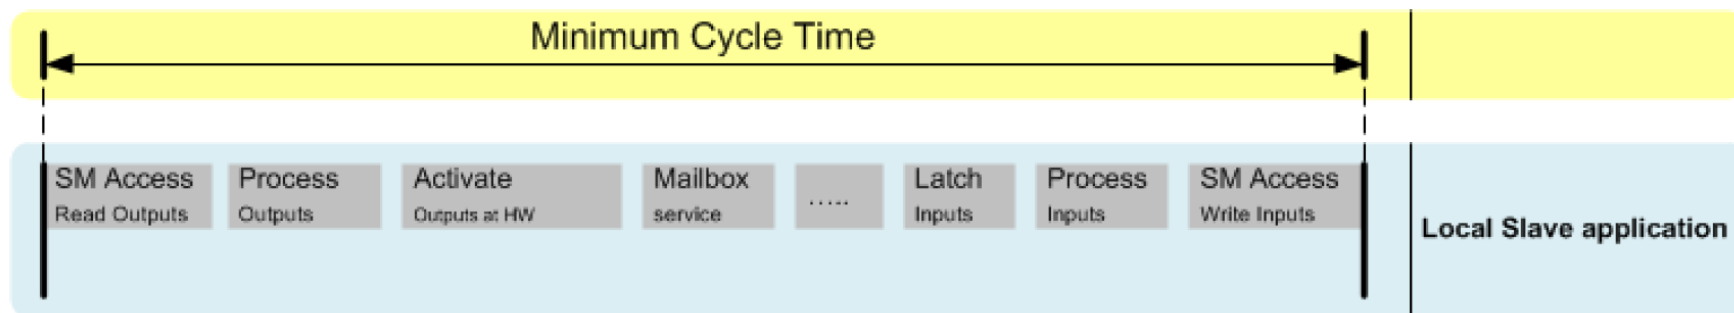 Minimum Cycle Time
SM Access
Read Outputs
Process
Outputs
Activate
Outputs at HW
Mailbox
service
.....
Latch
Inputs
Process
Inputs
SM Access
Write Inputs
Local Slave application